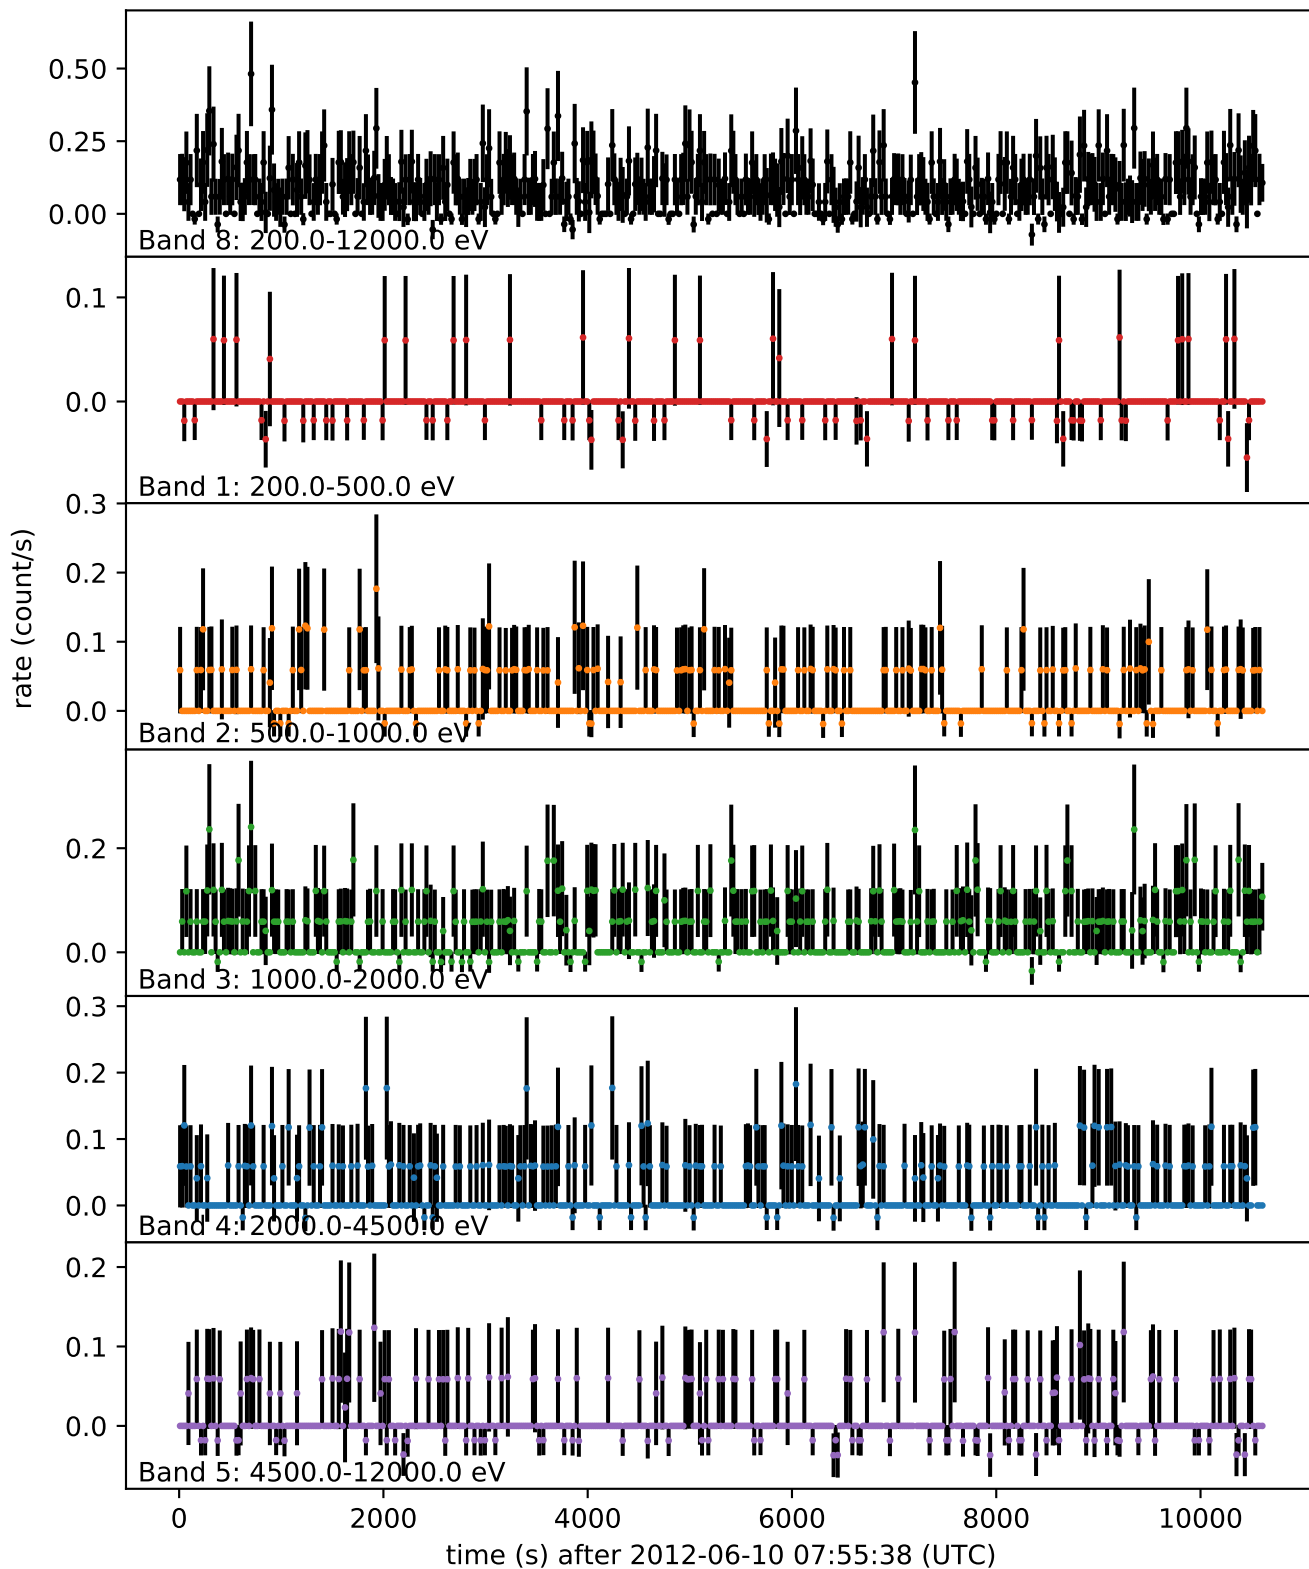 0.50
0.25
0.00
Band 8: 200.0-12000.0 eV
0.1
0.0
Band 1: 200.0-500.0 eV
rate (count/s)
0.3
0.2
0.1
0.0
Band 2: 500.0-1000.0 eV
0.2
0.0
Band 3: 1000.0-2000.0 eV
0.3
0.2
0.1
0.0
Band 4: 2000.0-4500.0 eV
0.2
0.1
0.0
Band 5: 4500.0-12000.0 eV
0 2000 4000 6000 8000 10000
time (s) after 2012-06-10 07:55:38 (UTC)